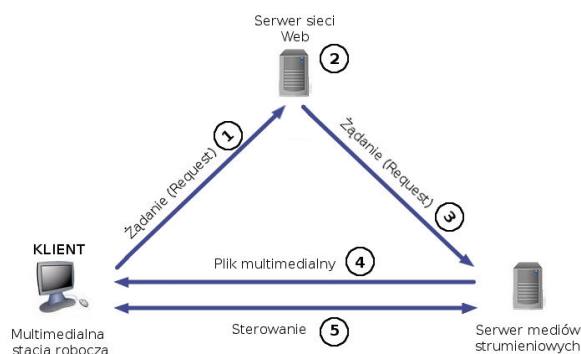 Serwer sieci
Web
2
Żądanie (Request) 1
Żądanie (Request)
3
KLIENT
Plik multimedialny 4
Sterowanie 5
Multimedialna
stacja robocza
Serwer mediów
strumieniowych